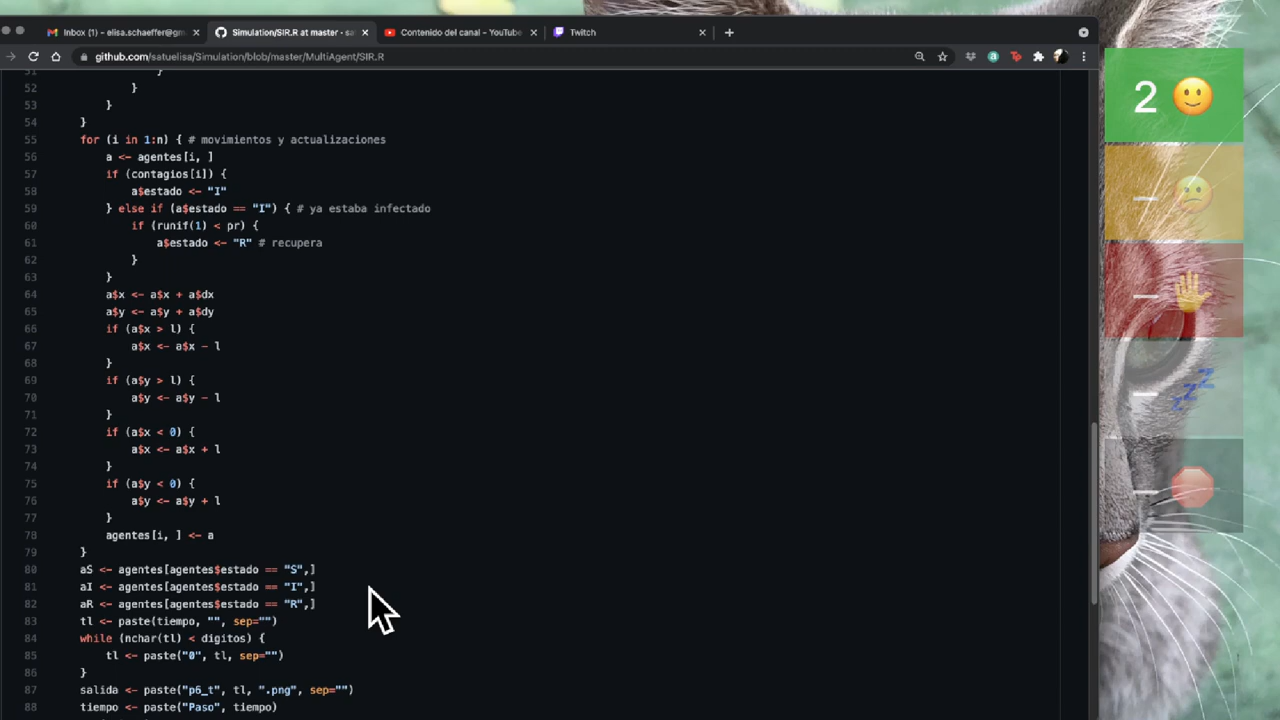 Inbox (1) - elisa.schaeffer@gm
Simulation/SIR.R at master · sa
Contenido del canal - YouTube
Twitch
github.com/satuelisa/Simulation/blob/master/MultiAgent/SIR.R
51 }
52 }
53 }
54 }
55 for (i in 1:n) { # movimientos y actualizaciones
56 a <- agentes[i, ]
57 if (contagios[i]) {
58 a$estado <- "I"
59 } else if (a$estado == "I") { # ya estaba infectado
60 if (runif(1) < pr) {
61 a$estado <- "R" # recupera
62 }
63 }
64 a$x <- a$x + a$dx
65 a$y <- a$y + a$dy
66 if (a$x > l) {
67 a$x <- a$x - l
68 }
69 if (a$y > l) {
70 a$y <- a$y - l
71 }
72 if (a$x < 0) {
73 a$x <- a$x + l
74 }
75 if (a$y < 0) {
76 a$y <- a$y + l
77 }
78 agentes[i, ] <- a
79 }
80 aS <- agentes[agentes$estado == "S",]
81 aI <- agentes[agentes$estado == "I",]
82 aR <- agentes[agentes$estado == "R",]
83 tl <- paste(tiempo, "", sep="")
84 while (nchar(tl) < digitos) {
85 tl <- paste("0", tl, sep="")
86 }
87 salida <- paste("p6_t", tl, ".png", sep="")
88 tiempo <- paste("Paso", tiempo)
2